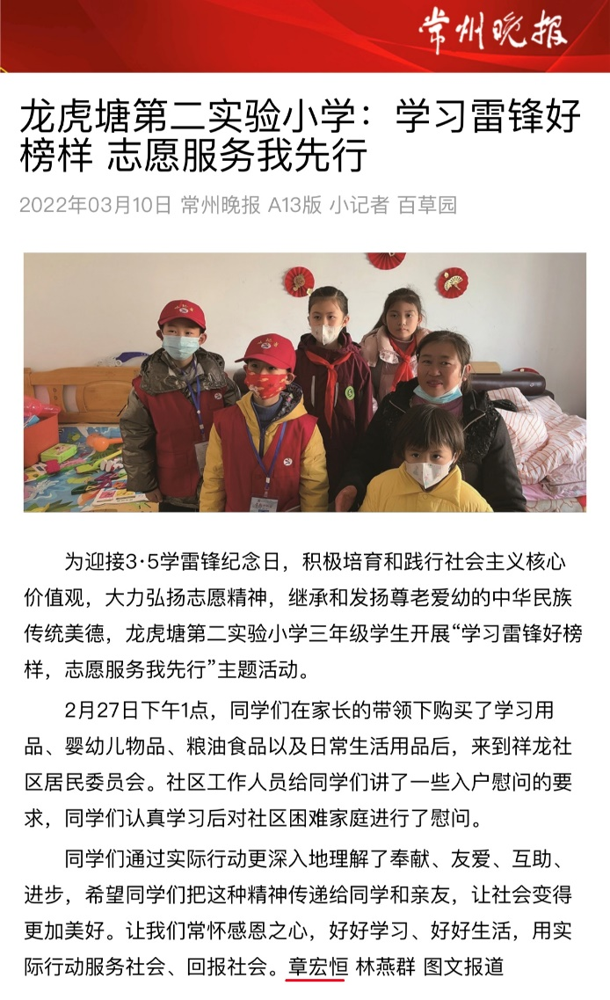 常州晚报
龙虎塘第二实验小学：学习雷锋好
榜样 志愿服务我先行
2022年03月10日 常州晚报 A13版 小记者 百草园
为迎接3·5学雷锋纪念日，积极培育和践行社会主义核心
价值观，大力弘扬志愿精神，继承和发扬尊老爱幼的中华民族
传统美德，龙虎塘第二实验小学三年级学生开展“学习雷锋好榜
样，志愿服务我先行”主题活动。
2月27日下午1点，同学们在家长的带领下购买了学习用
品、婴幼儿物品、粮油食品以及日常生活用品后，来到祥龙社
区居民委员会。社区工作人员给同学们讲了一些入户慰问的要
求，同学们认真学习后对社区困难家庭进行了慰问。
同学们通过实际行动更深入地理解了奉献、友爱、互助、
进步，希望同学们把这种精神传递给同学和亲友，让社会变得
更加美好。让我们常怀感恩之心，好好学习、好好生活，用实
际行动服务社会、回报社会。章宏恒 林燕群 图文报道